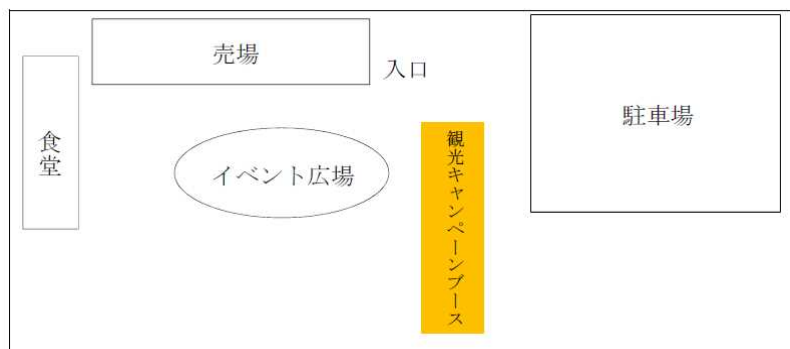 売場
入口
駐車場
食堂
イベント広場
観光キャンペーンブース